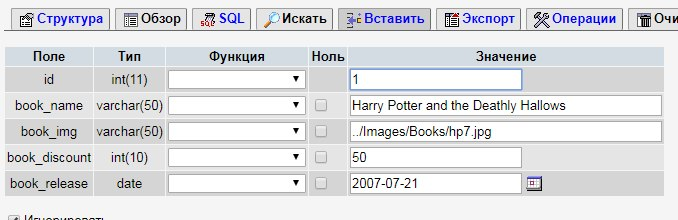 Структура Обзор SQL Искать Вставить Экспорт Операции
Поле Тип Функция Ноль Значение
id int(11) 1
book_name varchar(50) Harry Potter and the Deathly Hallows
book_img varchar(50) ../Images/Books/hp7.jpg
book_discount int(10) 50
book_release date 2007-07-21
Игнорировать